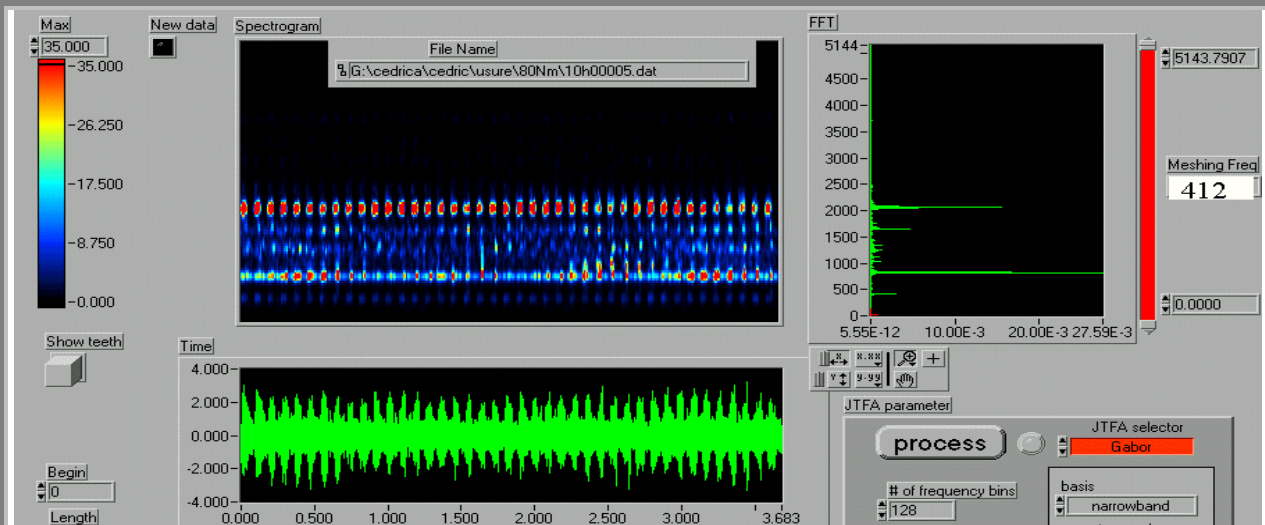 Max
35.000
35.000
26.250
17.500
8.750
0.000
New data
Spectrogram
File Name
G:\cedrica\cedric\usure\80Nm\10h00005.dat
FFT
5144
4500
4000
3500
3000
2500
2000
1500
1000
500
0
5.55E-12 10.00E-3 20.00E-3 27.59E-3
5143.7907
Meshing Freq
412
0.0000
Show teeth
Time
4.000
2.000
0.000
-2.000
-4.000
0.000 0.500 1.000 1.500 2.000 2.500 3.000 3.683
Begin
0
Length
X X.XX
Y Y.YY
JTFA parameter
process
JTFA selector
Gabor
# of frequency bins
128
basis
narrowband